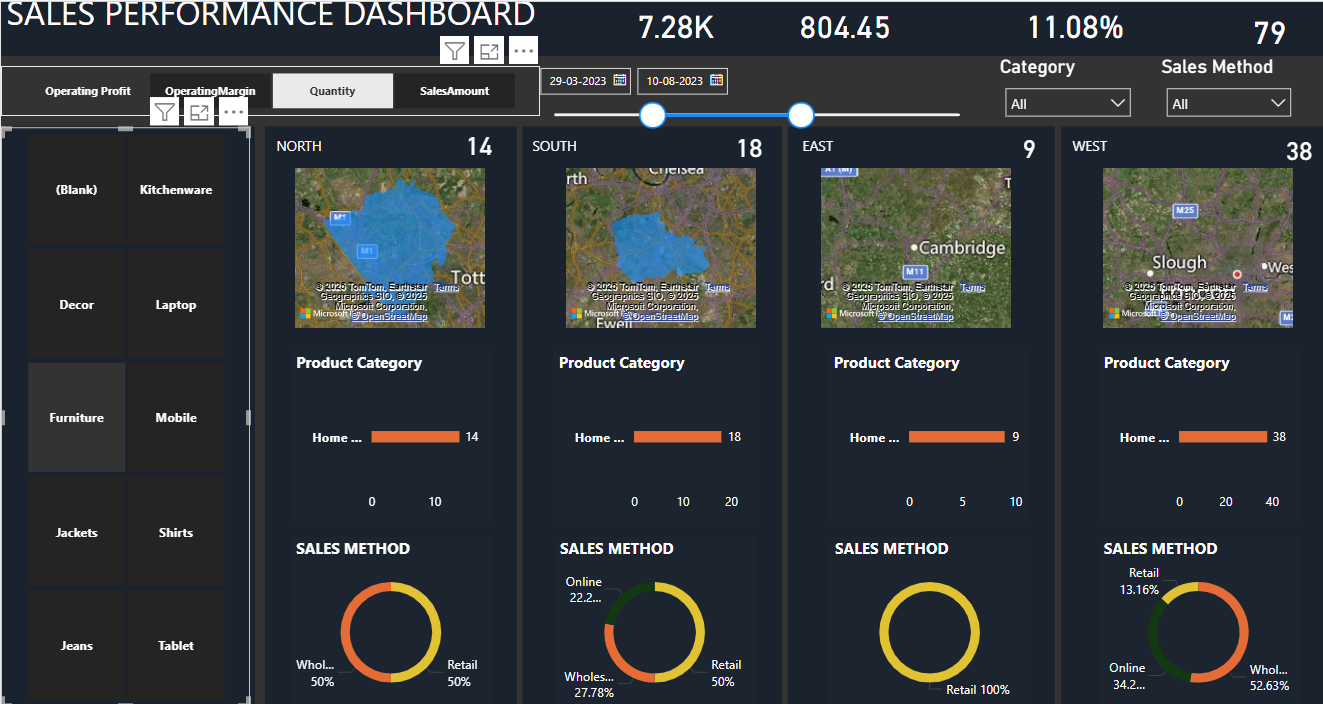 SALES PERFORMANCE DASHBOARD
7.28K
804.45
11.08%
79
Operating Profit
OperatingMargin
Quantity
SalesAmount
29-03-2023
10-08-2023
Category
All
Sales Method
All
(Blank)
Kitchenware
Decor
Laptop
Furniture
Mobile
Jackets
Shirts
Jeans
Tablet
NORTH
14
M1
M1
Tott
© 2025 TomTom, Earthstar
Geographics SIO, © 2025
Microsoft Corporation,
© OpenStreetMap
Terms
Microsoft
Product Category
Home ...
14
0
10
SALES METHOD
Whol...
50%
Retail
50%
SOUTH
18
rth
Chelsea
© 2025 TomTom, Earthstar
Geographics SIO, © 2025
Microsoft Corporation,
© OpenStreetMap
Terms
Microsoft
Ewell
Product Category
Home ...
18
0
10
20
SALES METHOD
Online
22.2...
Wholes...
27.78%
Retail
50%
EAST
9
A1 (M)
Cambridge
M11
rd
© 2025 TomTom, Earthstar
Geographics SIO, © 2025
Microsoft Corporation,
© OpenStreetMap
Terms
Microsoft
Product Category
Home ...
9
0
5
10
SALES METHOD
Retail 100%
WEST
38
M25
Slough
Wes
© 2025 TomTom, Earthstar
Geographics SIO, © 2025
Microsoft Corporation,
© OpenStreetMap
Terms
Microsoft
Product Category
Home ...
38
0
20
40
SALES METHOD
Retail
13.16%
Online
34.2...
Whol...
52.63%